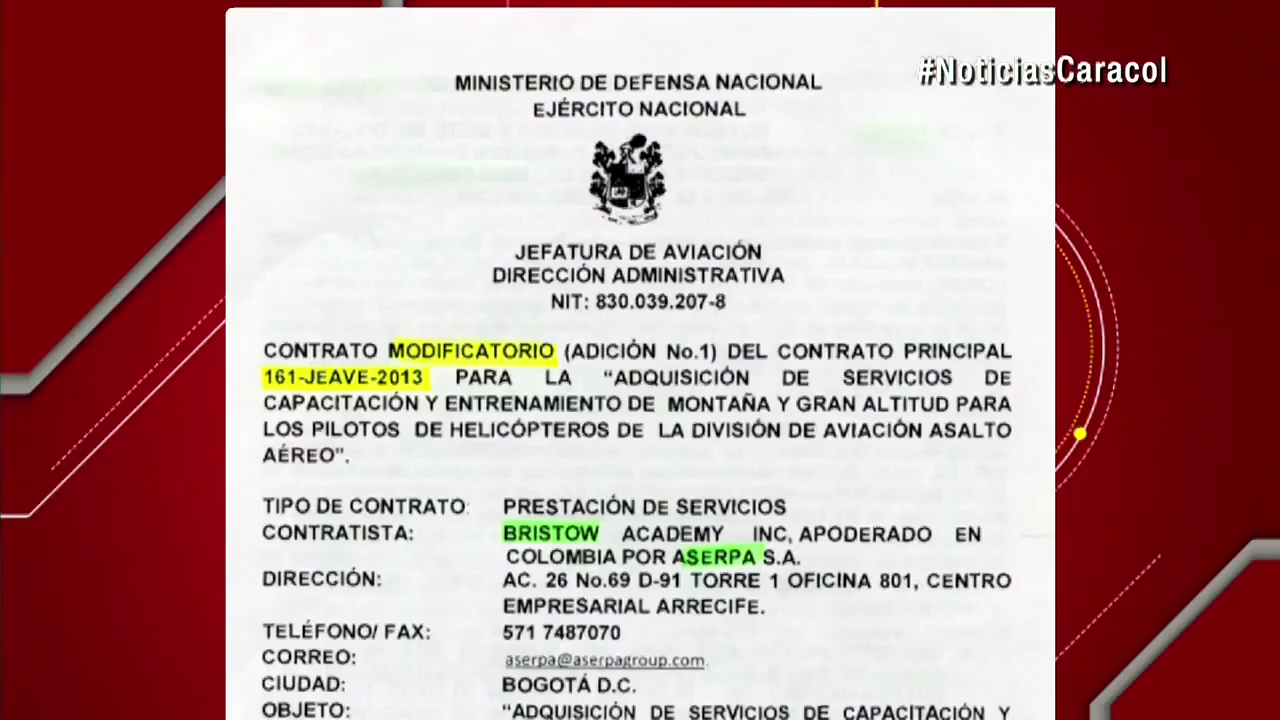 #NoticiasCaracol
MINISTERIO DE DEFENSA NACIONAL
EJÉRCITO NACIONAL
JEFATURA DE AVIACIÓN
DIRECCIÓN ADMINISTRATIVA
NIT: 830.039.207-8
CONTRATO MODIFICATORIO (ADICIÓN No.1) DEL CONTRATO PRINCIPAL
161-JEAVE-2013 PARA LA “ADQUISICIÓN DE SERVICIOS DE
CAPACITACIÓN Y ENTRENAMIENTO DE MONTAÑA Y GRAN ALTITUD PARA
LOS PILOTOS DE HELICÓPTEROS DE LA DIVISIÓN DE AVIACIÓN ASALTO
AÉREO”.
TIPO DE CONTRATO: PRESTACIÓN DE SERVICIOS
CONTRATISTA: BRISTOW ACADEMY INC, APODERADO EN
COLOMBIA POR ASERPA S.A.
DIRECCIÓN: AC. 26 No.69 D-91 TORRE 1 OFICINA 801, CENTRO
EMPRESARIAL ARRECIFE.
TELÉFONO/ FAX: 571 7487070
CORREO: aserpa@aserpagroup.com.
CIUDAD: BOGOTÁ D.C.
OBJETO: “ADQUISICIÓN DE SERVICIOS DE CAPACITACIÓN Y